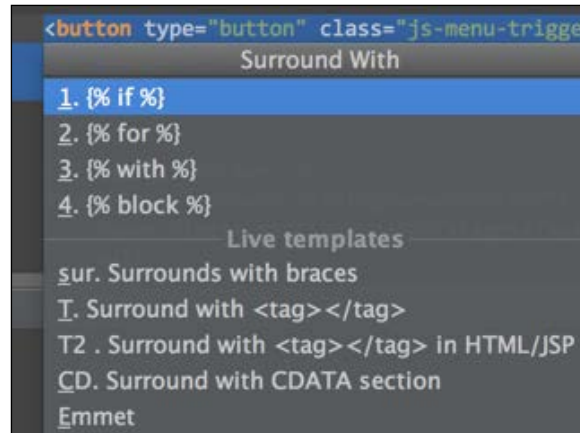 <button type="button" class="js-menu-trigge
Surround With
1. {% if %}
2. {% for %}
3. {% with %}
4. {% block %}
Live templates
sur. Surrounds with braces
T. Surround with <tag></tag>
T2 . Surround with <tag></tag> in HTML/JSP
CD. Surround with CDATA section
Emmet